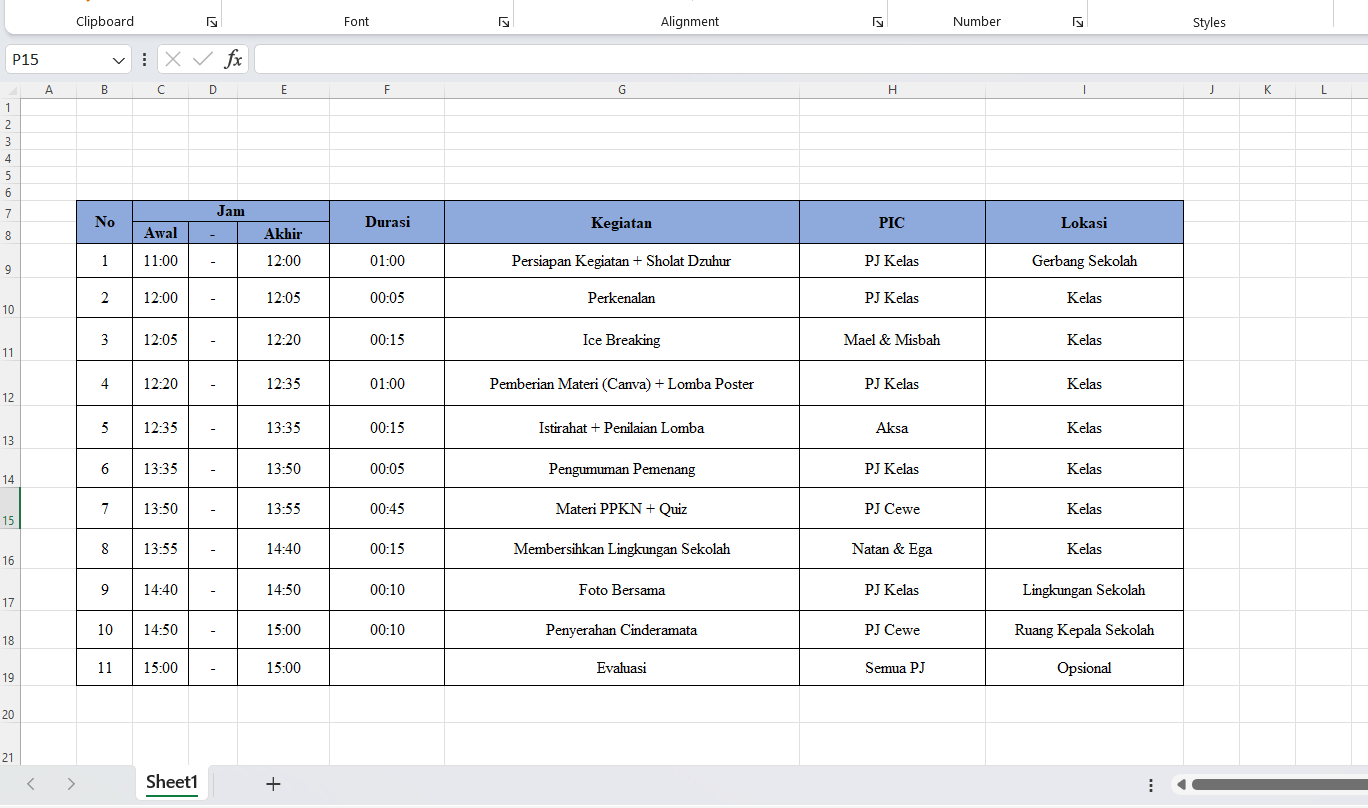 Clipboard Font Alignment Number Styles
P15 fx
A B C D E F G H I J K L
1
2
3
4
5
6
7 No Jam Durasi Kegiatan PIC Lokasi
8 Awal - Akhir
9 1 11:00 - 12:00 01:00 Persiapan Kegiatan + Sholat Dzuhur PJ Kelas Gerbang Sekolah
10 2 12:00 - 12:05 00:05 Perkenalan PJ Kelas Kelas
11 3 12:05 - 12:20 00:15 Ice Breaking Mael & Misbah Kelas
12 4 12:20 - 12:35 01:00 Pemberian Materi (Canva) + Lomba Poster PJ Kelas Kelas
13 5 12:35 - 13:35 00:15 Istirahat + Penilaian Lomba Aksa Kelas
14 6 13:35 - 13:50 00:05 Pengumuman Pemenang PJ Kelas Kelas
15 7 13:50 - 13:55 00:45 Materi PPKN + Quiz PJ Cewe Kelas
16 8 13:55 - 14:40 00:15 Membersihkan Lingkungan Sekolah Natan & Ega Kelas
17 9 14:40 - 14:50 00:10 Foto Bersama PJ Kelas Lingkungan Sekolah
18 10 14:50 - 15:00 00:10 Penyerahan Cinderamata PJ Cewe Ruang Kepala Sekolah
19 11 15:00 - 15:00 Evaluasi Semua PJ Opsional
20
21
Sheet1